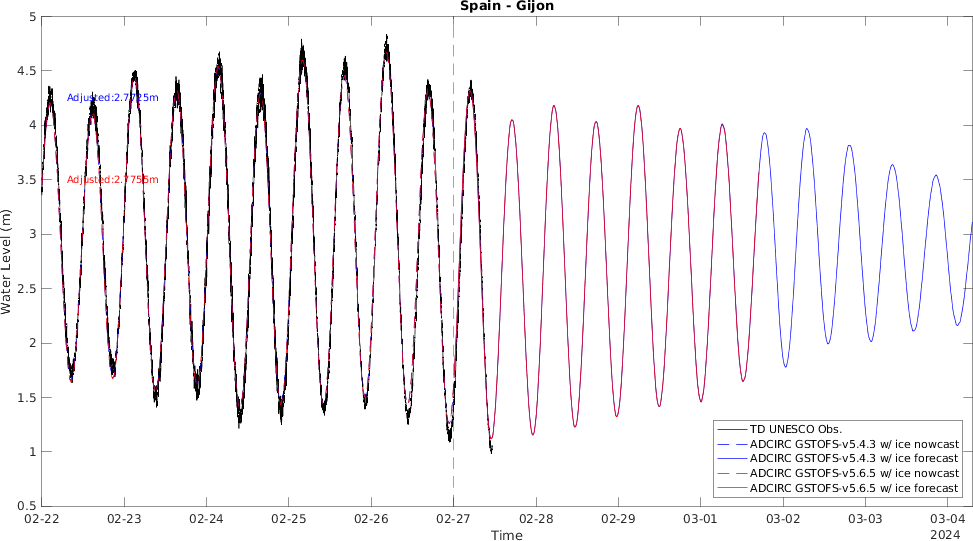 Spain - Gijon
5
4.5
4
3.5
3
2.5
2
1.5
1
0.5
Water Level (m)
Adjusted:2.7725m
Adjusted:2.7755m
TD UNESCO Obs.
ADCIRC GSTOFS-v5.4.3 w/ ice nowcast
ADCIRC GSTOFS-v5.4.3 w/ ice forecast
ADCIRC GSTOFS-v5.6.5 w/ ice nowcast
ADCIRC GSTOFS-v5.6.5 w/ ice forecast
02-22 02-23 02-24 02-25 02-26 02-27 02-28 02-29 03-01 03-02 03-03 03-04
Time 2024